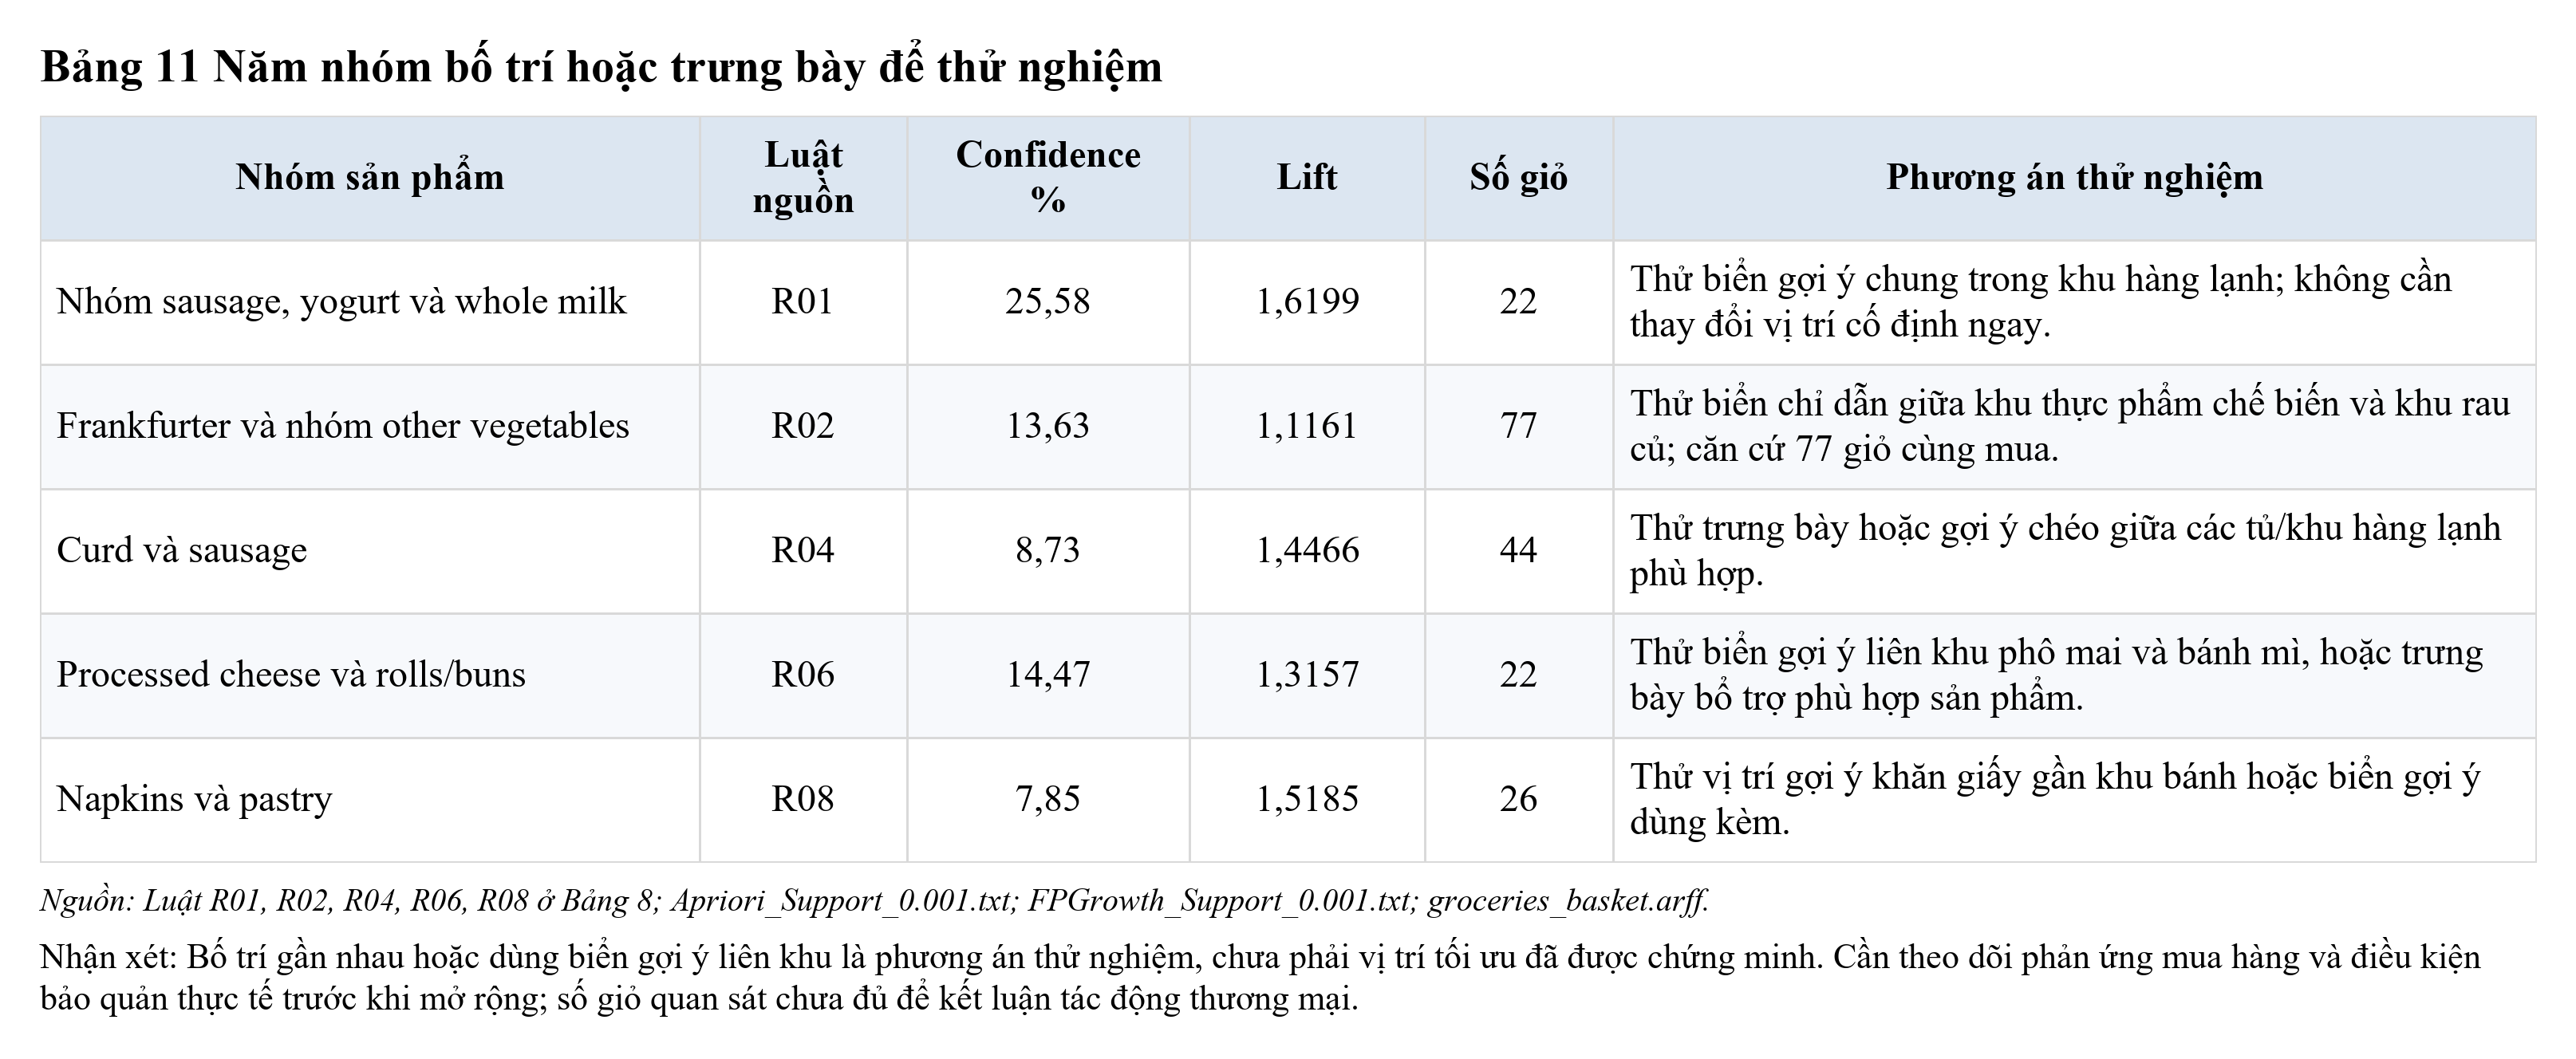 Bảng 11 Năm nhóm bố trí hoặc trưng bày để thử nghiệm
Nhóm sản phẩm
Luật
nguồn
Confidence
%
Lift
Số giỏ
Phương án thử nghiệm
Nhóm sausage, yogurt và whole milk
R01
25,58
1,6199
22
Thử biển gợi ý chung trong khu hàng lạnh; không cần
thay đổi vị trí cố định ngay.
Frankfurter và nhóm other vegetables
R02
13,63
1,1161
77
Thử biển chỉ dẫn giữa khu thực phẩm chế biến và khu rau
củ; căn cứ 77 giỏ cùng mua.
Curd và sausage
R04
8,73
1,4466
44
Thử trưng bày hoặc gợi ý chéo giữa các tủ/khu hàng lạnh
phù hợp.
Processed cheese và rolls/buns
R06
14,47
1,3157
22
Thử biển gợi ý liên khu phô mai và bánh mì, hoặc trưng
bày bổ trợ phù hợp sản phẩm.
Napkins và pastry
R08
7,85
1,5185
26
Thử vị trí gợi ý khăn giấy gần khu bánh hoặc biển gợi ý
dùng kèm.
Nguồn: Luật R01, R02, R04, R06, R08 ở Bảng 8; Apriori_Support_0.001.txt; FPGrowth_Support_0.001.txt; groceries_basket.arff.
Nhận xét: Bố trí gần nhau hoặc dùng biển gợi ý liên khu là phương án thử nghiệm, chưa phải vị trí tối ưu đã được chứng minh. Cần theo dõi phản ứng mua hàng và điều kiện
bảo quản thực tế trước khi mở rộng; số giỏ quan sát chưa đủ để kết luận tác động thương mại.